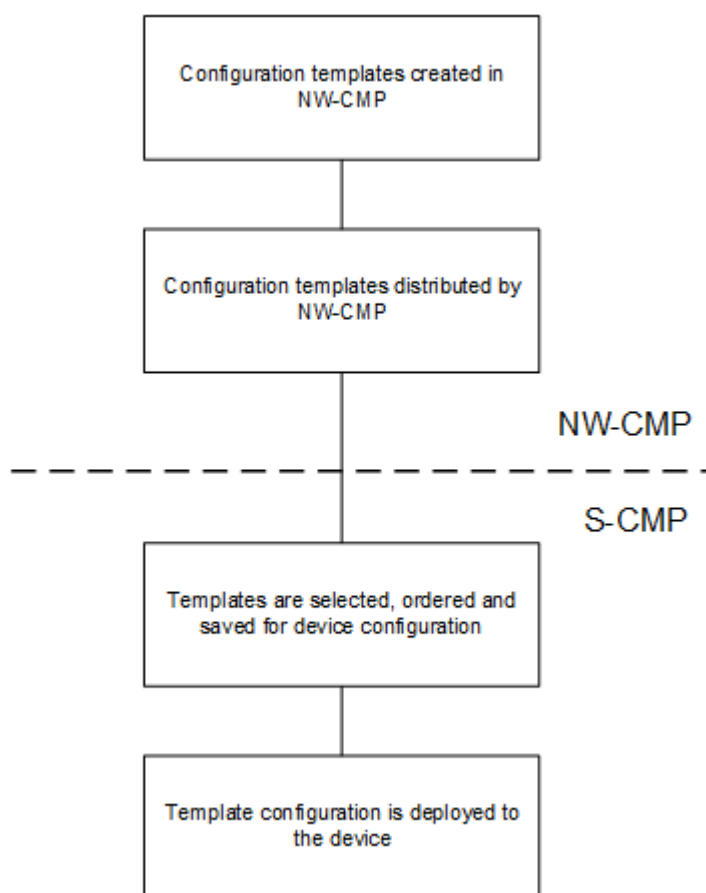 Configuration templates created in
NW-CMP
Configuration templates distributed by
NW-CMP
NW-CMP
S-CMP
Templates are selected, ordered and
saved for device configuration
Template configuration is deployed to
the device